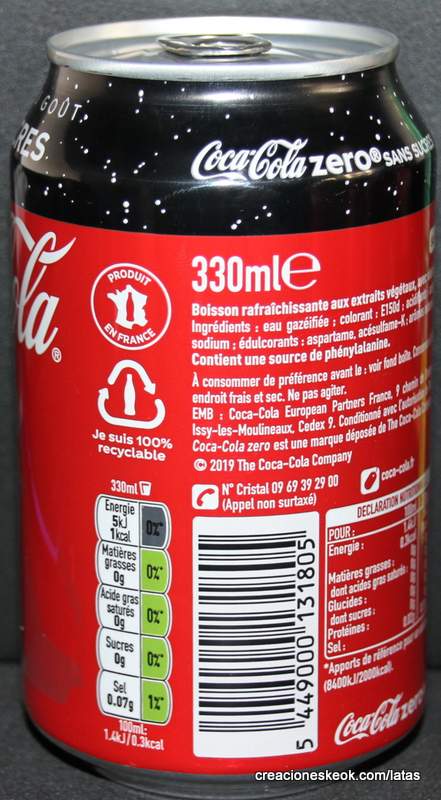 GOÛT,
RES
Coca-Cola zero® SANS SUCRES
la®
PRODUIT
EN FRANCE
Je suis 100%
recyclable
330ml℮
Boisson rafraîchissante aux extraits végétaux,
Ingrédients : eau gazéifiée ; colorant : E150d ;
sodium ; édulcorants : aspartame, acésulfame-K ;
Contient une source de phénylalanine.
À consommer de préférence avant le : voir fond boîte.
endroit frais et sec. Ne pas agiter.
EMB : Coca-Cola European Partners France, 9 chemin de
Issy-les-Moulineaux, Cedex 9. Conditionné avec
Coca-Cola zero est une marque déposée de The Coca-Cola
© 2019 The Coca-Cola Company
N° Cristal 09 69 39 29 00
(Appel non surtaxé)
coca-cola.fr
330ml
Energie
5kJ
1kcal
0%*
Matières
grasses
0g
0%*
Acide gras
saturés
0g
0%*
Sucres
0g
0%*
Sel
0.07g
1%*
100ml:
1.4kJ/0.3kcal
5 449000 131805
DÉCLARATION
POUR :
Energie :
Matières grasses :
dont acides gras saturés :
Glucides :
dont sucres :
Protéines :
Sel :
*Apports de référence pour
(8400kJ/2000kcal).
Coca-Cola zero
creacioneskeok.com/latas